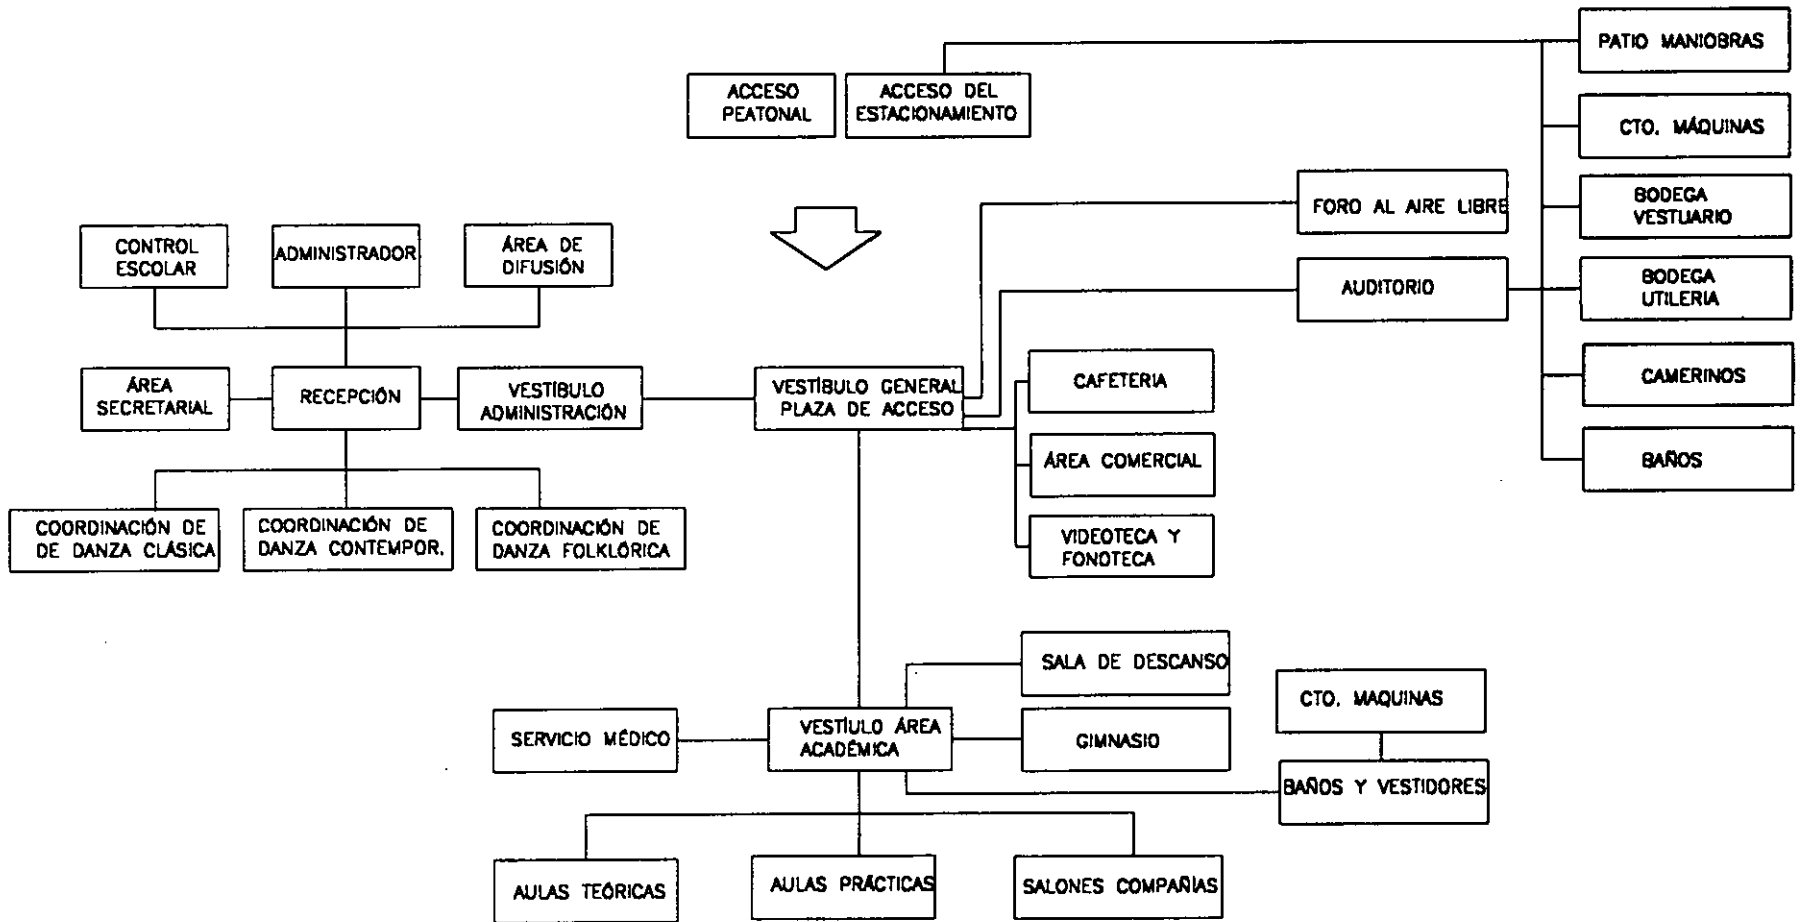 PATIO MANIOBRAS
ACCESO
PEATONAL
ACCESO DEL
ESTACIONAMIENTO
CTO. MÁQUINAS
FORO AL AIRE LIBRE
BODEGA
VESTUARIO
CONTROL
ESCOLAR
ADMINISTRADOR
ÁREA DE
DIFUSIÓN
AUDITORIO
BODEGA
UTILERIA
ÁREA
SECRETARIAL
RECEPCIÓN
VESTÍBULO
ADMINISTRACIÓN
VESTÍBULO GENERAL
PLAZA DE ACCESO
CAFETERIA
CAMERINOS
ÁREA COMERCIAL
BAÑOS
COORDINACIÓN DE
DE DANZA CLÁSICA
COORDINACIÓN DE
DANZA CONTEMPOR.
COORDINACIÓN DE
DANZA FOLKLÓRICA
VIDEOTECA Y
FONOTECA
SALA DE DESCANSO
CTO. MAQUINAS
SERVICIO MÉDICO
VESTÍULO ÁREA
ACADÉMICA
GIMNASIO
BAÑOS Y VESTIDORES
AULAS TEÓRICAS
AULAS PRÁCTICAS
SALONES COMPAÑÍAS